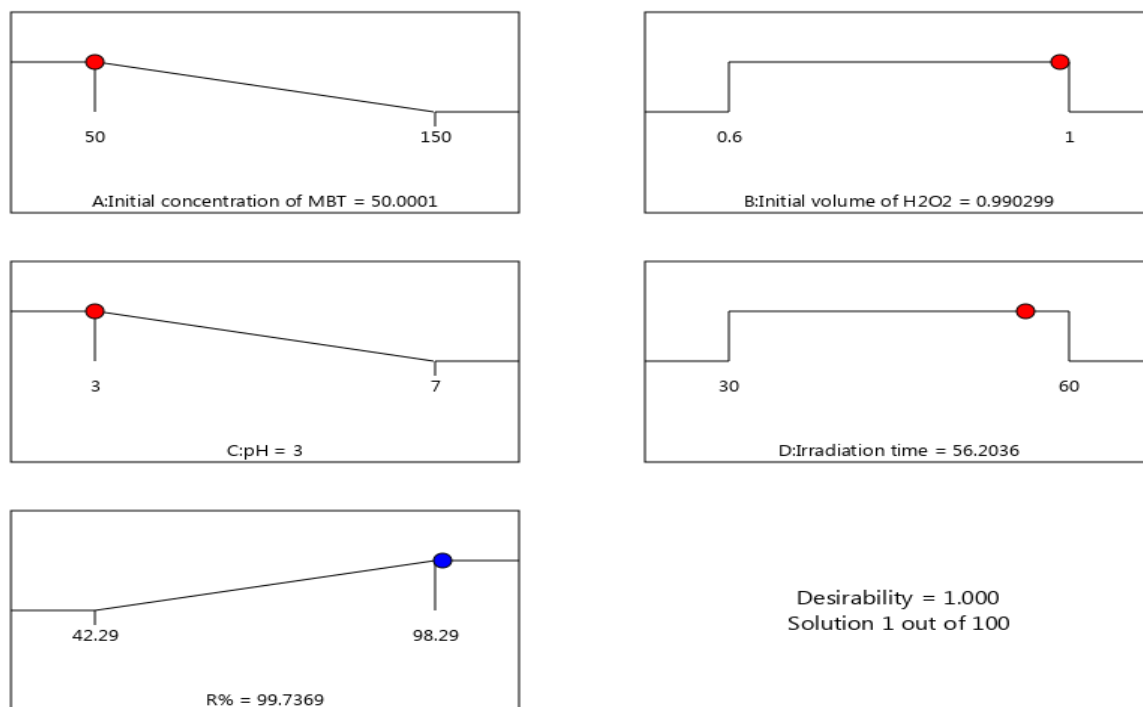 50 150
A:Initial concentration of MBT = 50.0001
0.6 1
B:Initial volume of H2O2 = 0.990299
3 7
C:pH = 3
30 60
D:Irradiation time = 56.2036
42.29 98.29
R% = 99.7369
Desirability = 1.000
Solution 1 out of 100